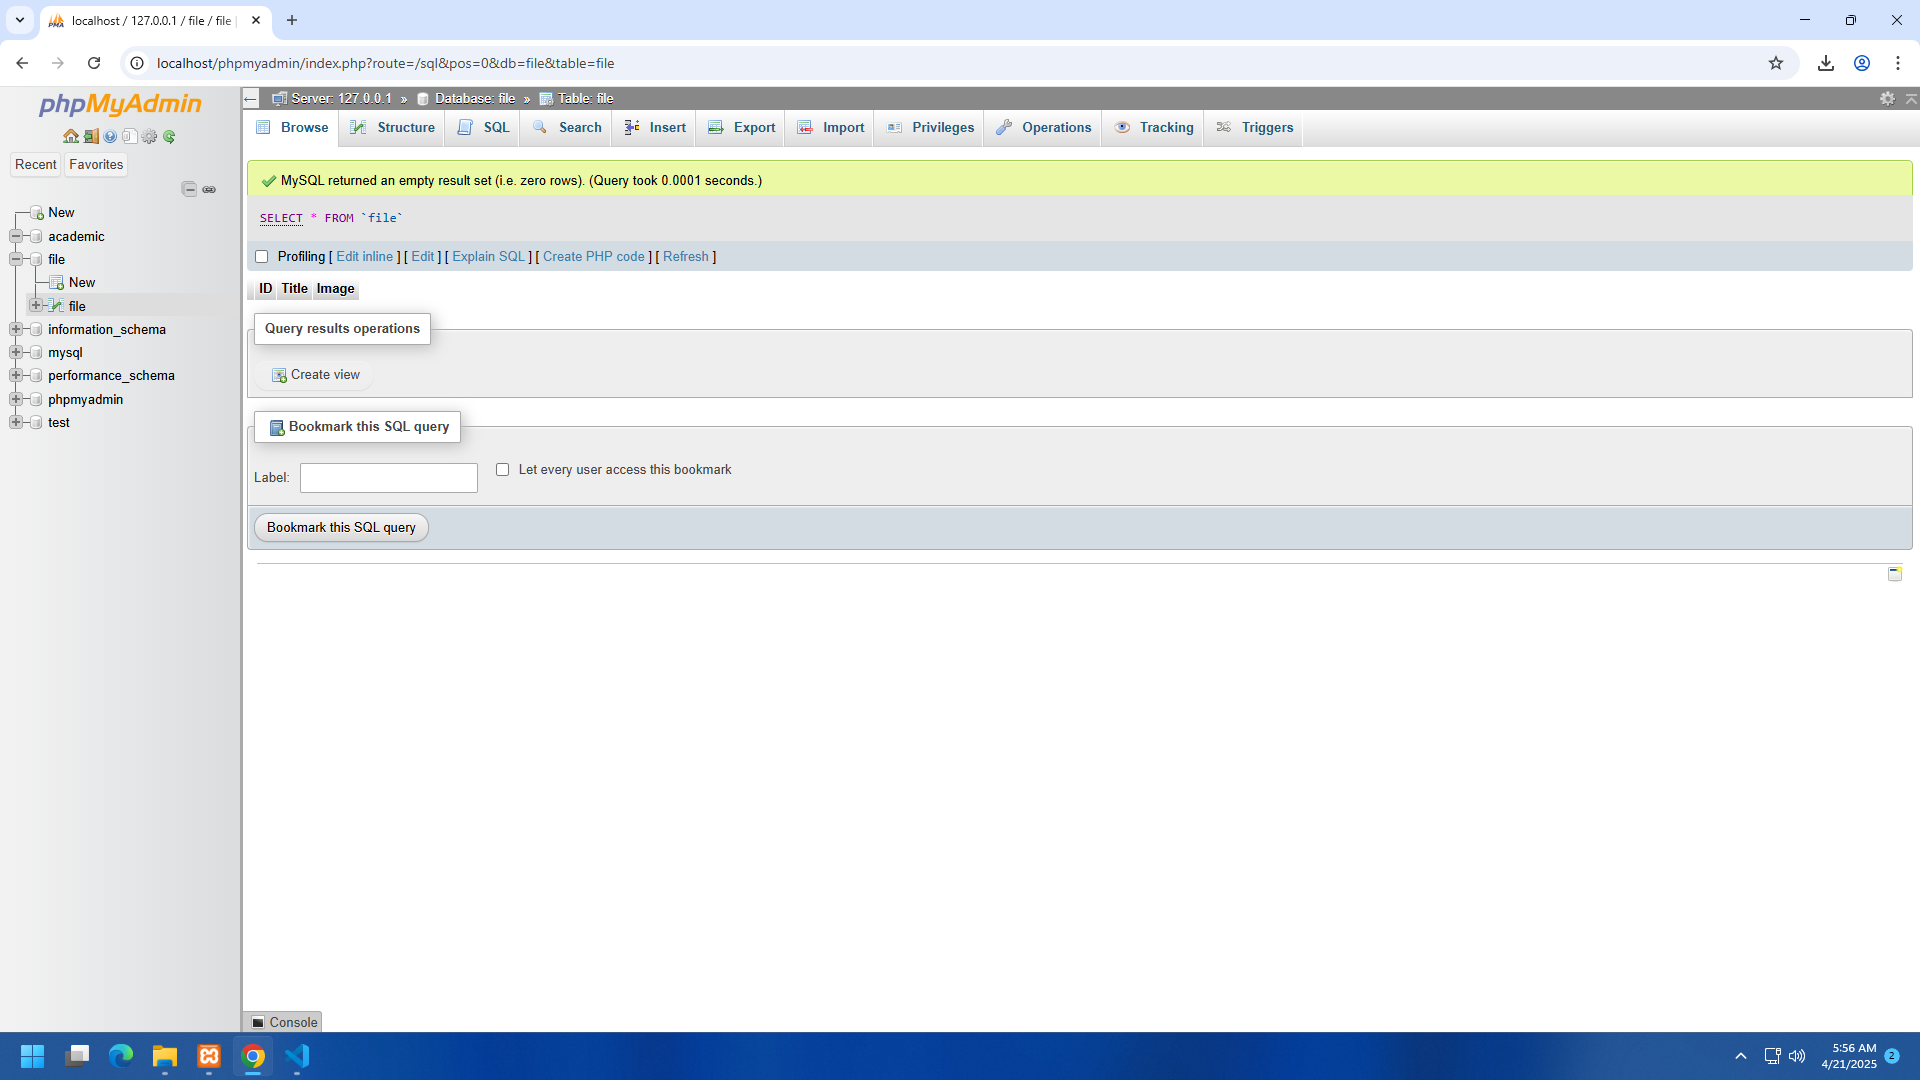 localhost / 127.0.0.1 / file / file |
localhost/phpmyadmin/index.php?route=/sql&pos=0&db=file&table=file
phpMyAdmin
Recent
Favorites
New
academic
file
New
file
information_schema
mysql
performance_schema
phpmyadmin
test
Server: 127.0.0.1 » Database: file » Table: file
Browse Structure SQL Search Insert Export Import Privileges Operations Tracking Triggers
MySQL returned an empty result set (i.e. zero rows). (Query took 0.0001 seconds.)
SELECT * FROM `file`
Profiling [ Edit inline ] [ Edit ] [ Explain SQL ] [ Create PHP code ] [ Refresh ]
ID Title Image
Query results operations
Create view
Bookmark this SQL query
Label:
Let every user access this bookmark
Bookmark this SQL query
Console
5:56 AM
4/21/2025
2